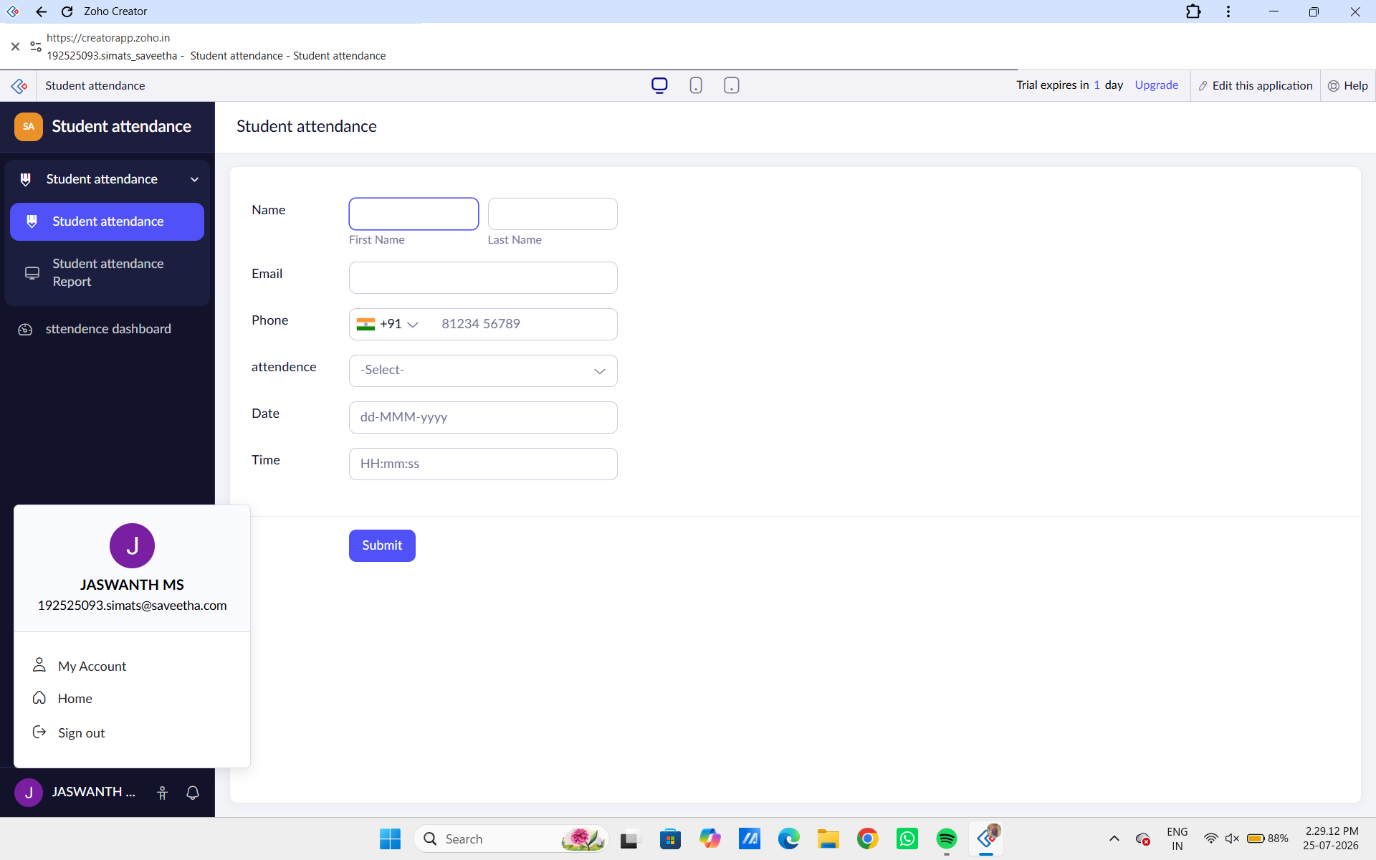 Zoho Creator
https://creatorapp.zoho.in
192525093.simats_saveetha - Student attendance - Student attendance
Student attendance
Trial expires in 1 day Upgrade
Edit this application
Help
SA
Student attendance
Student attendance
Student attendance
Student attendance
Report
sttendence dashboard
Student attendance
Name
First Name
Last Name
Email
Phone
+91
81234 56789
attendence
-Select-
Date
dd-MMM-yyyy
Time
HH:mm:ss
Submit
J
JASWANTH MS
192525093.simats@saveetha.com
My Account
Home
Sign out
J
JASWANTH ...
Search
ENG
IN
88%
2.29.12 PM
25-07-2026